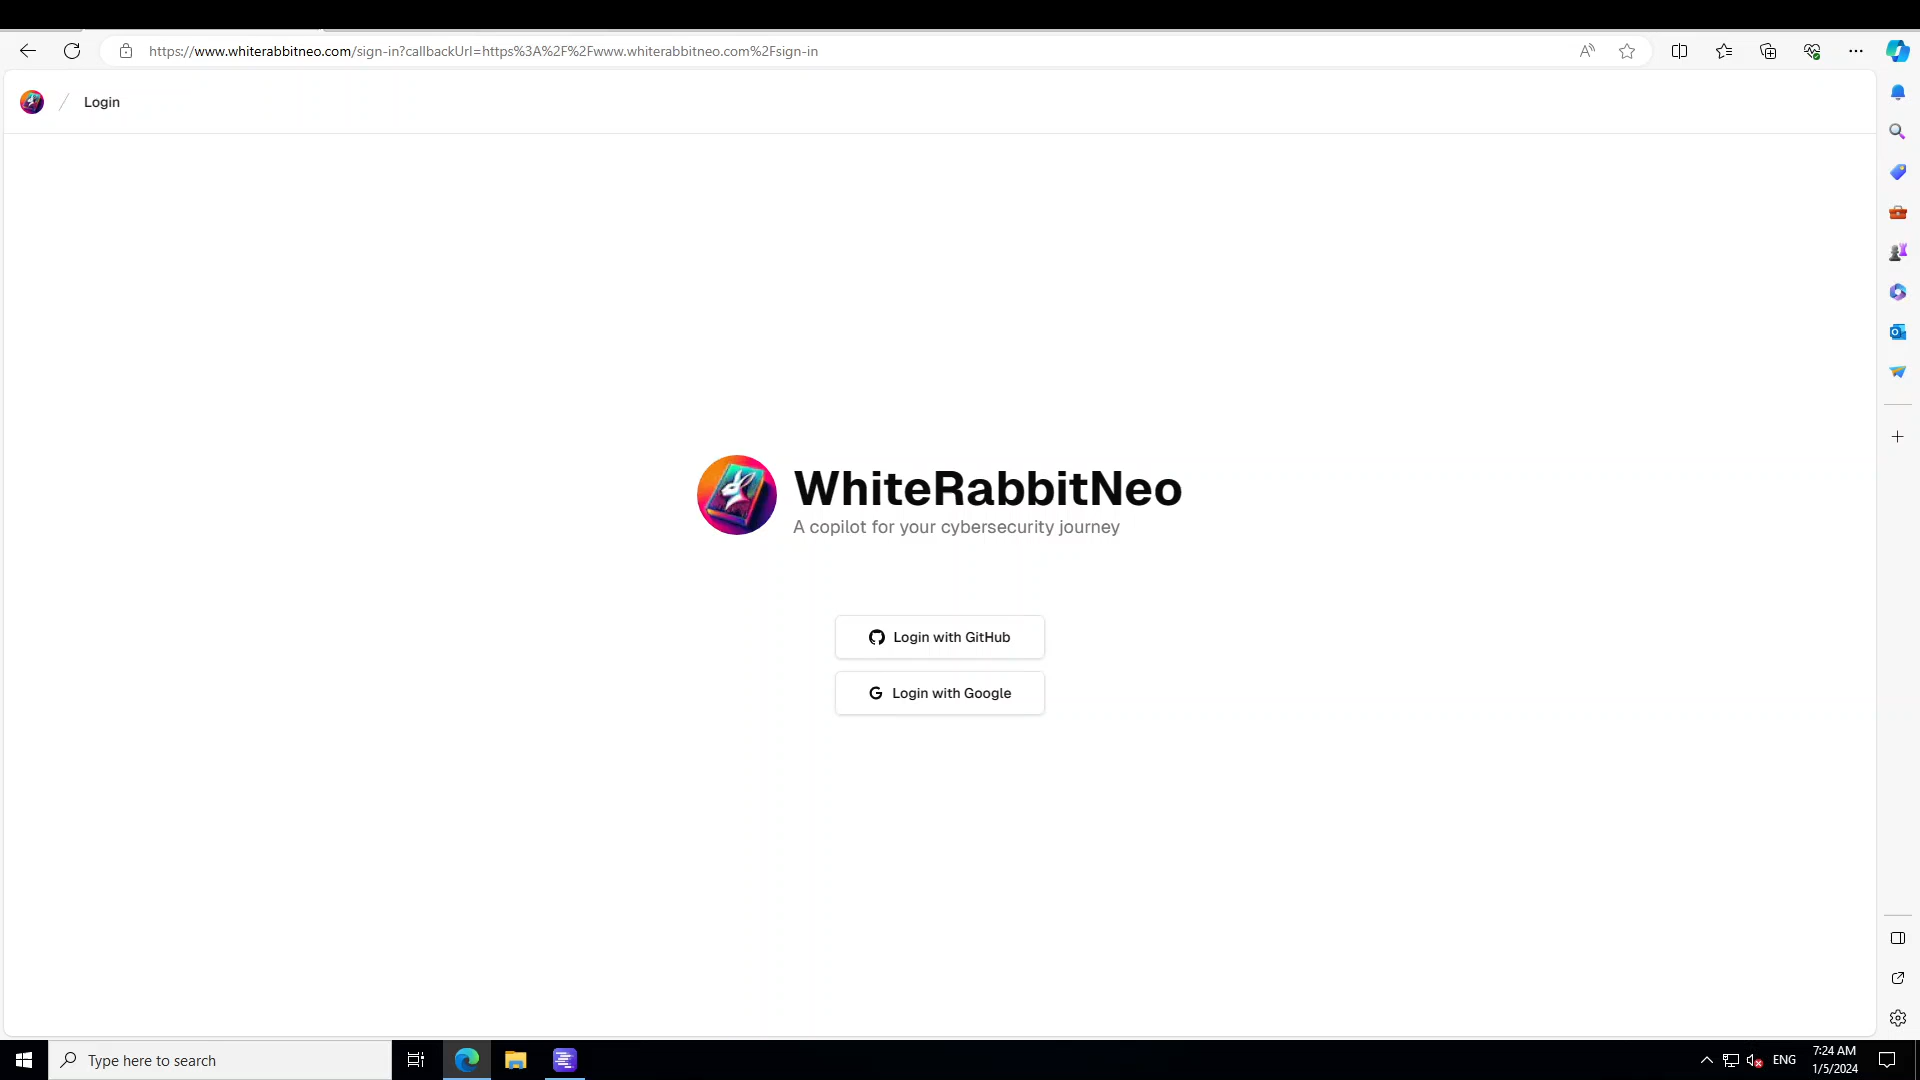 https://www.whiterabbitneo.com/sign-in?callbackUrl=https%3A%2F%2Fwww.whiterabbitneo.com%2Fsign-in
Login
WhiteRabbitNeo
A copilot for your cybersecurity journey
Login with GitHub
Login with Google
Type here to search
ENG
7:24 AM
1/5/2024